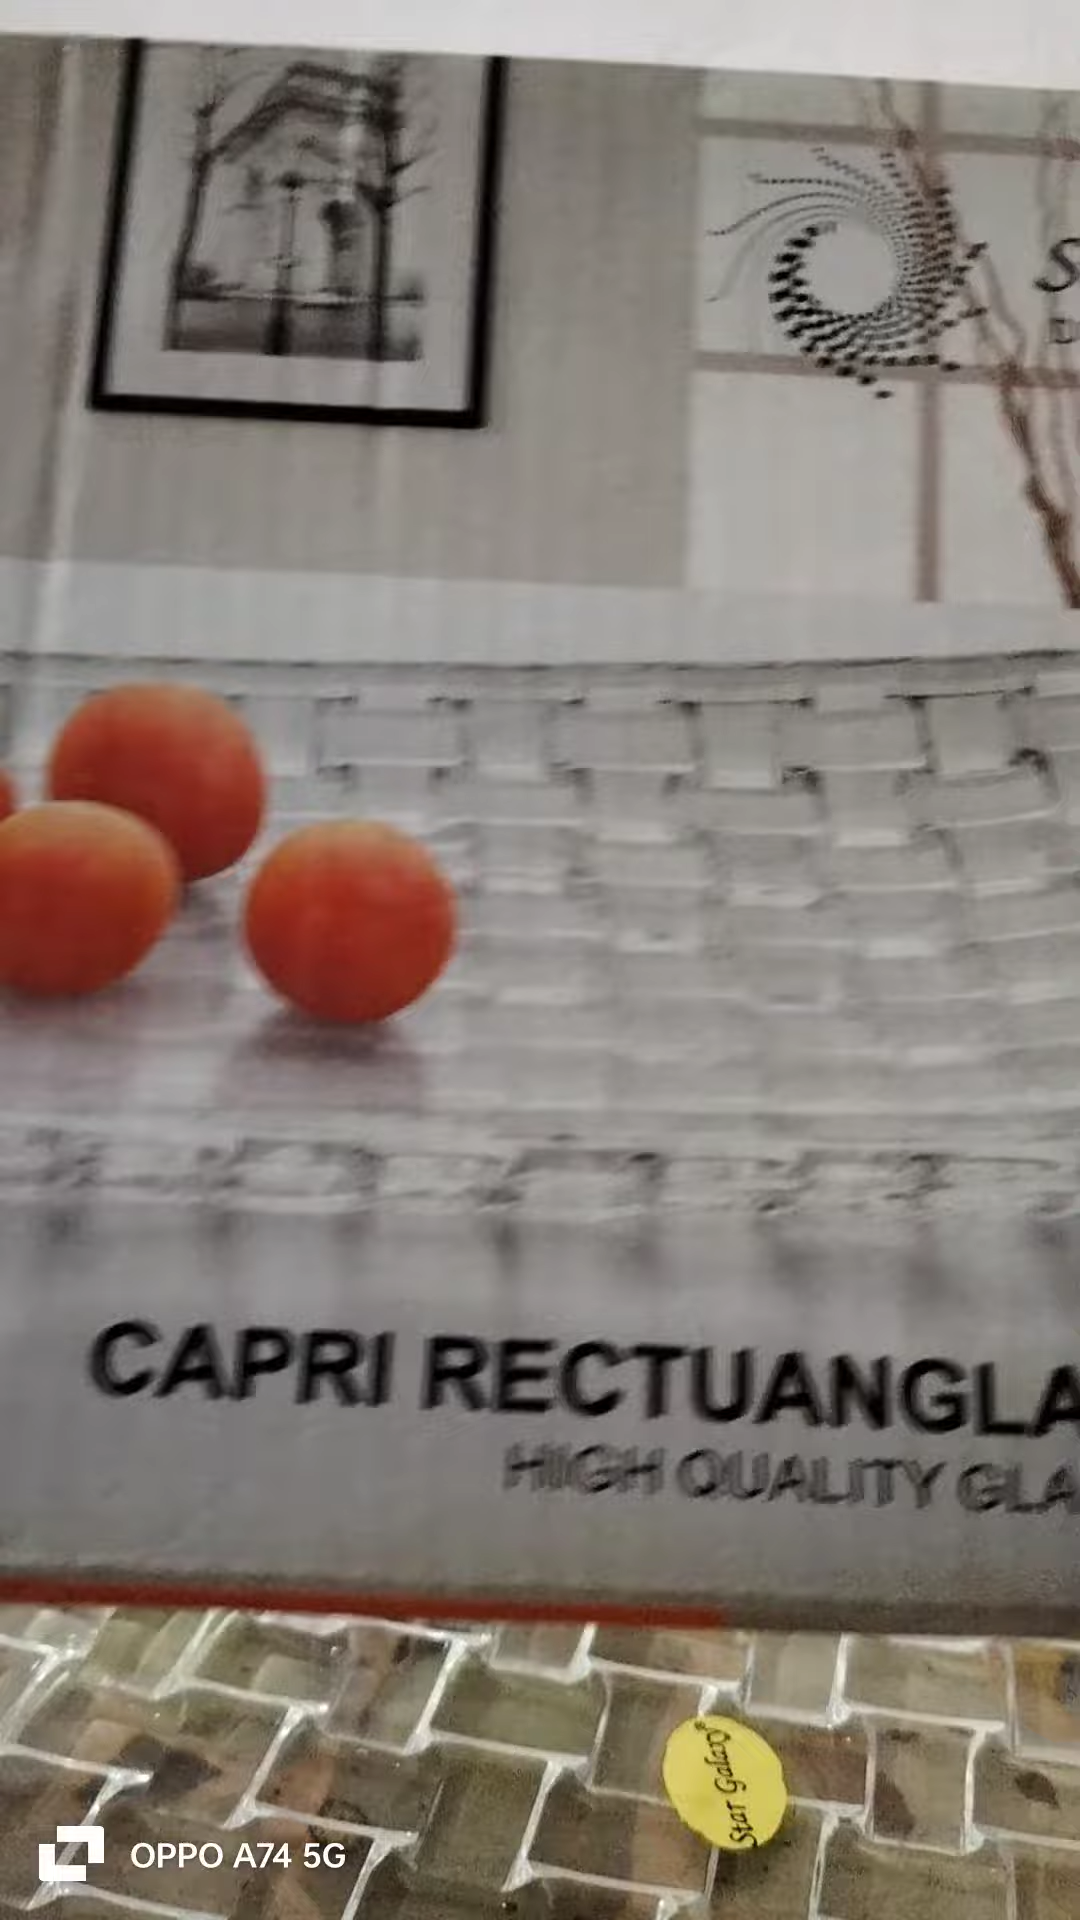 S
D
CAPRI RECTUANGLA
HIGH QUALITY GLA
Star Galaxy®
OPPO A74 5G